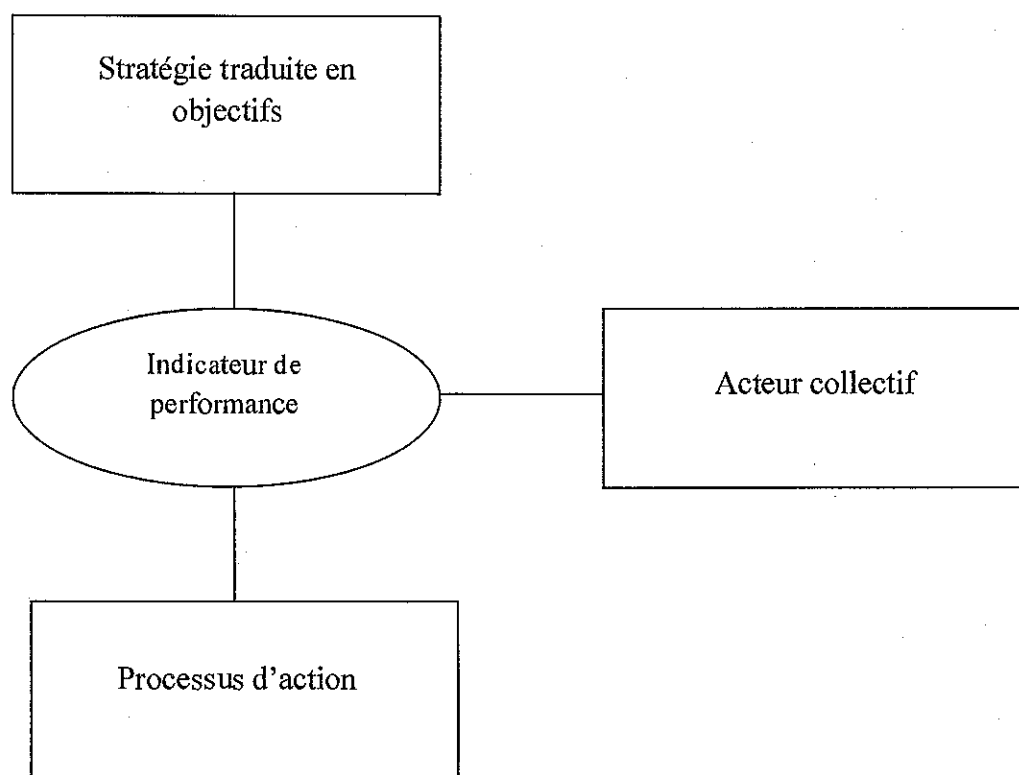 Stratégie traduite en
objectifs
Indicateur de
performance
Acteur collectif
Processus d'action